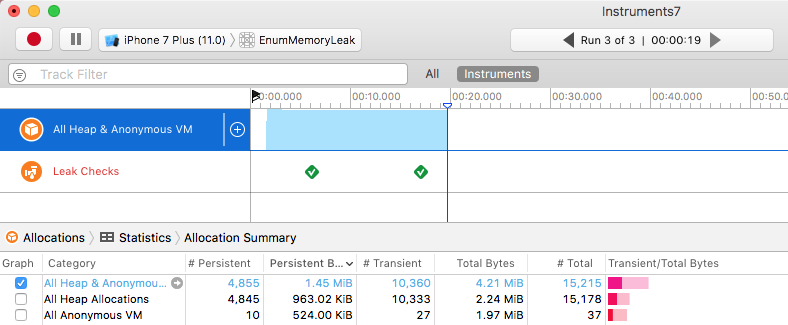 Instruments7
iPhone 7 Plus (11.0) EnumMemoryLeak Run 3 of 3 | 00:00:19
Track Filter All Instruments
00:00.000 00:10.000 00:20.000 00:30.000 00:40.000 00:50.00
All Heap & Anonymous VM
Leak Checks
Allocations Statistics Allocation Summary
Graph Category # Persistent Persistent B... # Transient Total Bytes # Total Transient/Total Bytes
All Heap & Anonymou... 4,855 1.45 MiB 10,360 4.21 MiB 15,215
All Heap Allocations 4,845 963.02 KiB 10,333 2.24 MiB 15,178
All Anonymous VM 10 524.00 KiB 27 1.97 MiB 37